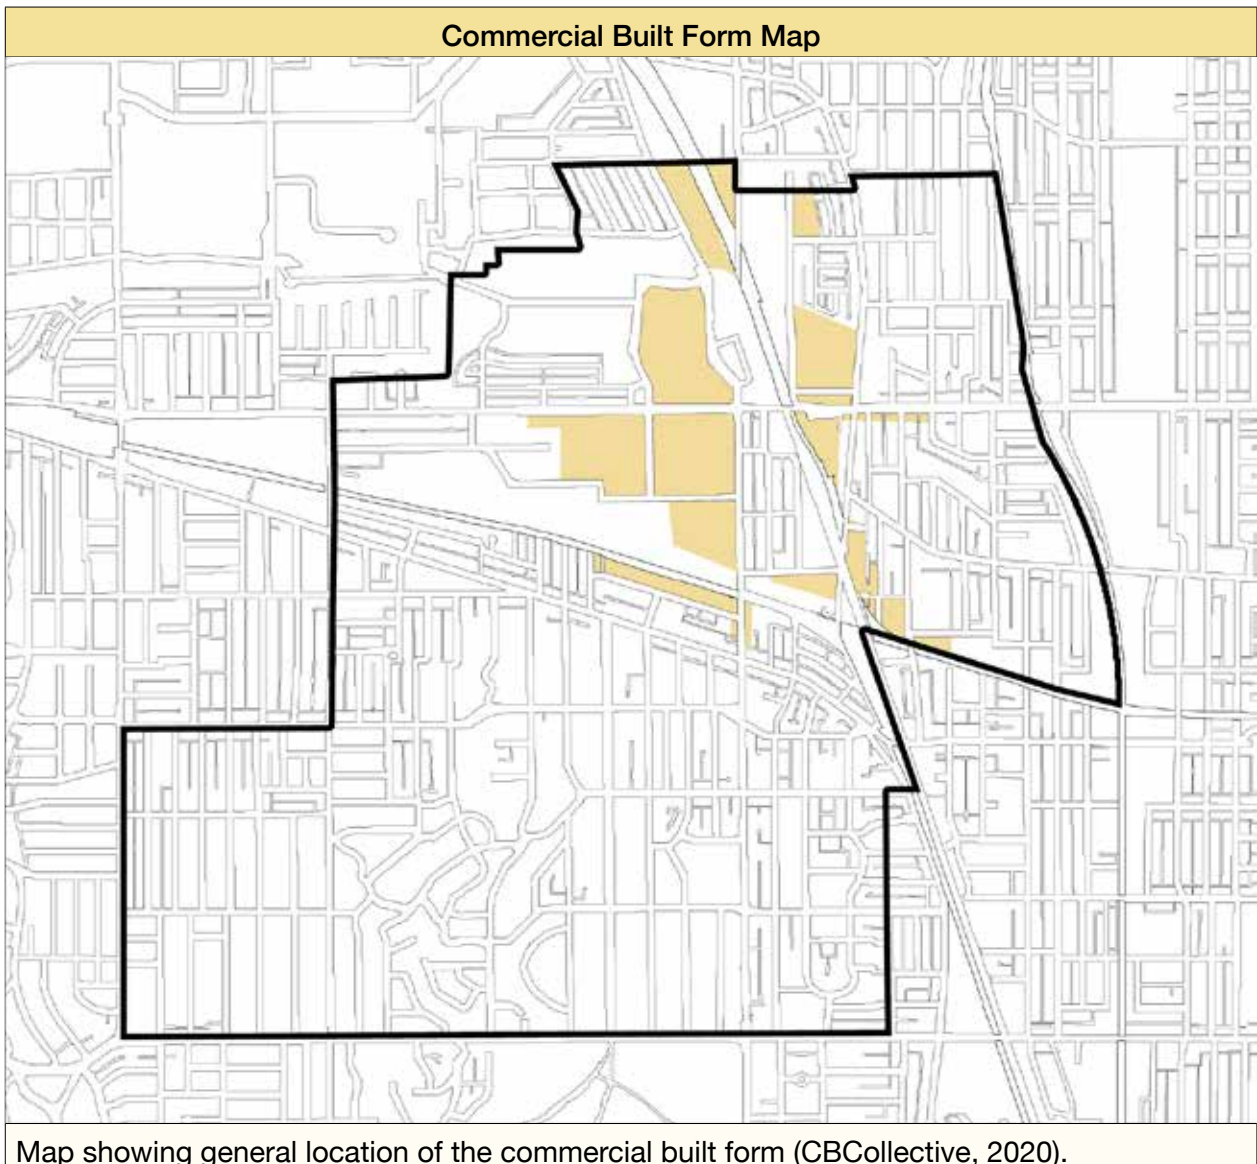 Commercial Built Form Map
Map showing general location of the commercial built form (CBCollective, 2020).